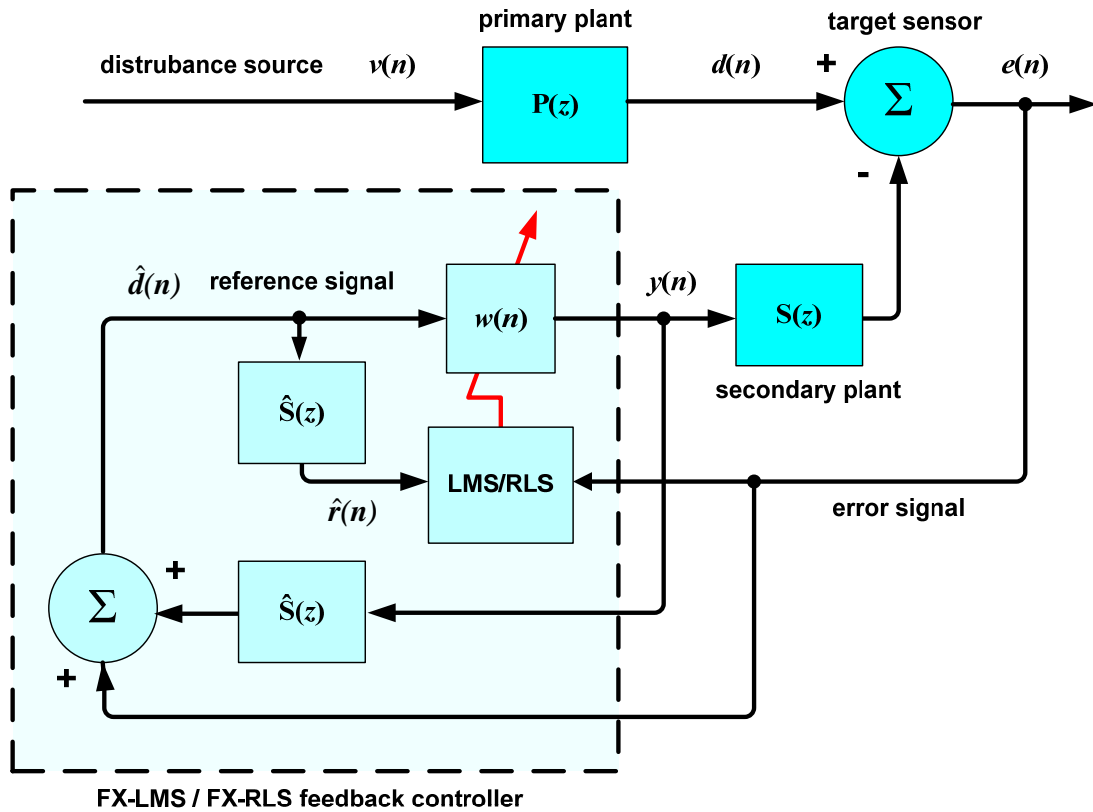 primary plant
target sensor
distrubance source
v(n)
P(z)
d(n)
+
Σ
e(n)
-
d̂(n)
reference signal
w(n)
y(n)
S(z)
secondary plant
Ŝ(z)
LMS/RLS
r̂(n)
error signal
+
Σ
Ŝ(z)
+
FX-LMS / FX-RLS feedback controller